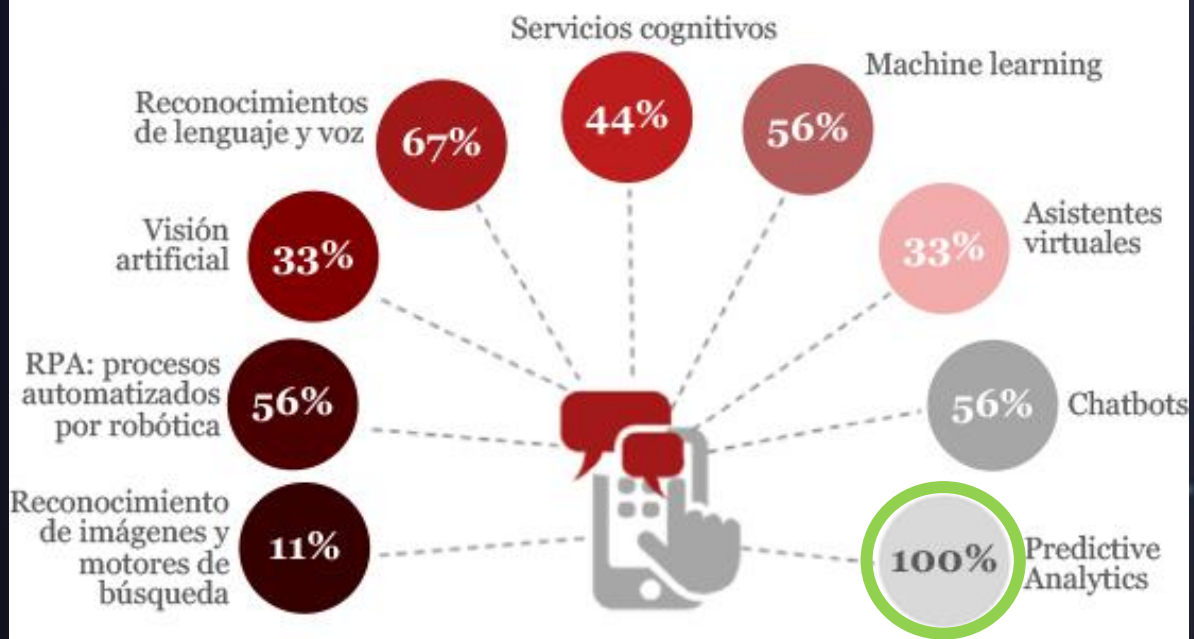 Servicios cognitivos
44%
Machine learning
56%
Reconocimientos
de lenguaje y voz
67%
Asistentes
virtuales
33%
Visión
artificial
33%
RPA: procesos
automatizados
por robótica
56%
Chatbots
56%
Reconocimiento
de imágenes y
motores de
búsqueda
11%
Predictive
Analytics
100%